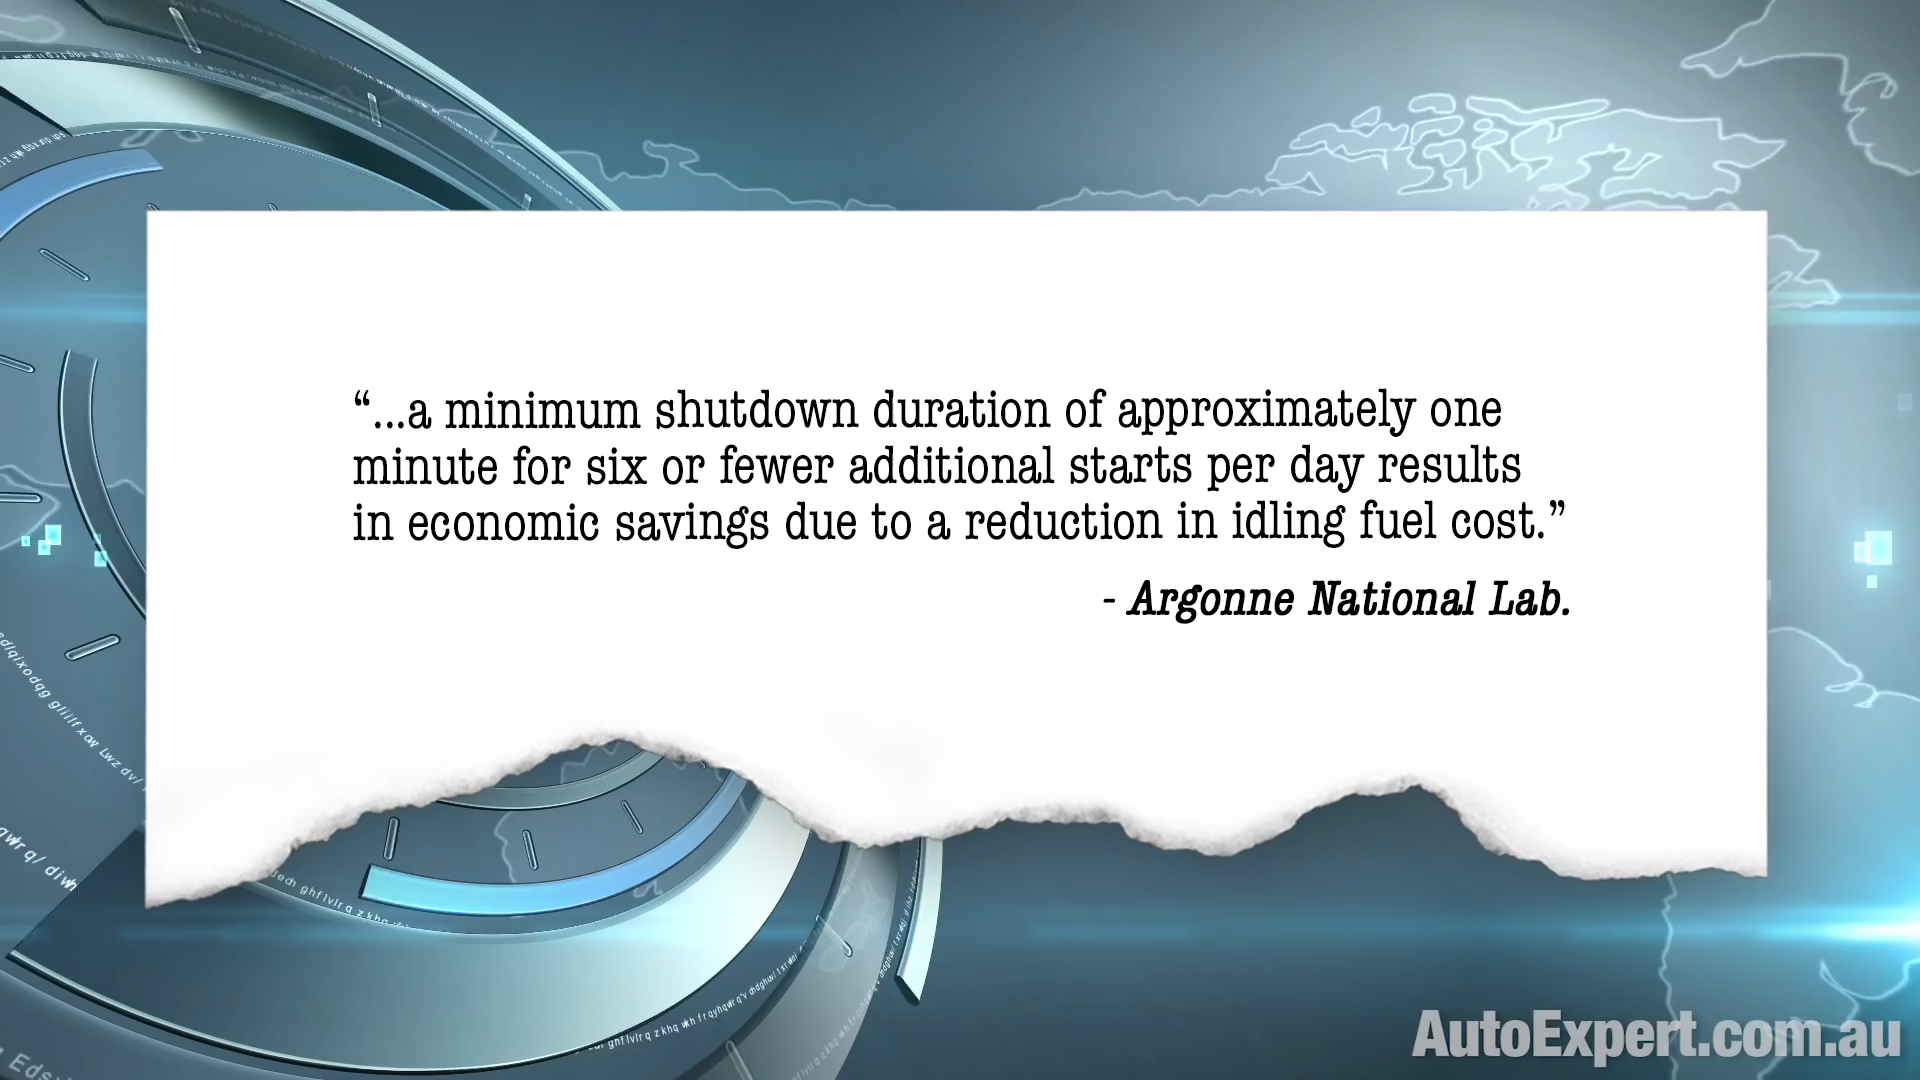 “...a minimum shutdown duration of approximately one
minute for six or fewer additional starts per day results
in economic savings due to a reduction in idling fuel cost.”
- Argonne National Lab.
AutoExpert.com.au